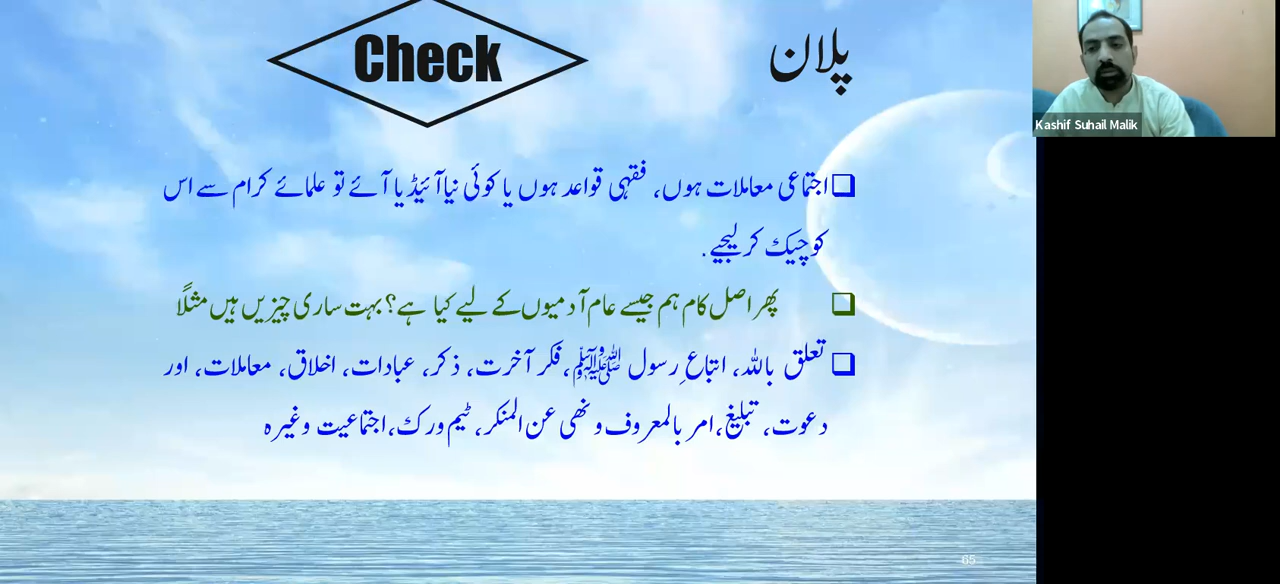 پلان
Check
اجتماعی معاملات ہوں، فقہی قواعد ہوں یا کوئی نیا آئیڈیا آئے تو علمائے کرام سے اس
کو چیک کر لیجیے.
پھر اصل کام ہم جیسے عام آدمیوں کے لیے کیا ہے؟ بہت ساری چیزیں ہیں مثلاً
تعلق باللہ، اتباعِ رسول ﷺ،فکر آخرت، ذکر، عبادات، اخلاق، معاملات، اور
دعوت، تبلیغ،امر بالمعروف و نھی عن المنکر، ٹیم ورک،اجتماعیت وغیرہ
65
Kashif Suhail Malik